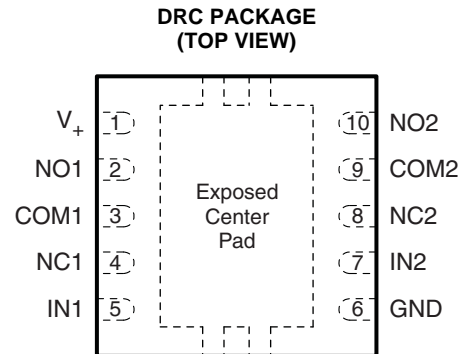 DRC PACKAGE
(TOP VIEW)
V+ 1 10 NO2
NO1 2 9 COM2
COM1 3 Exposed Center Pad 8 NC2
NC1 4 7 IN2
IN1 5 6 GND